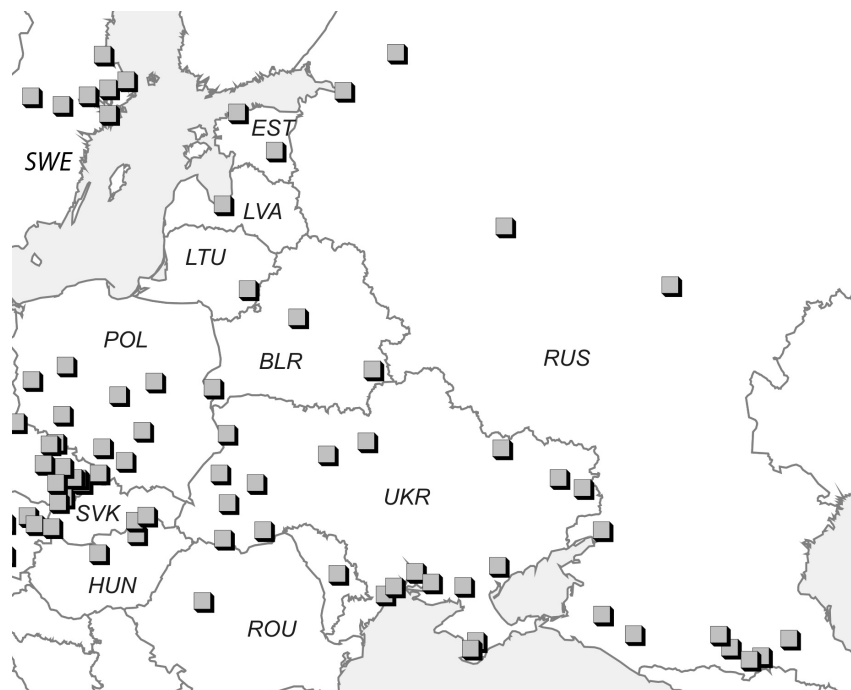 EST
SWE
LVA
LTU
POL
BLR
RUS
UKR
SVK
HUN
ROU